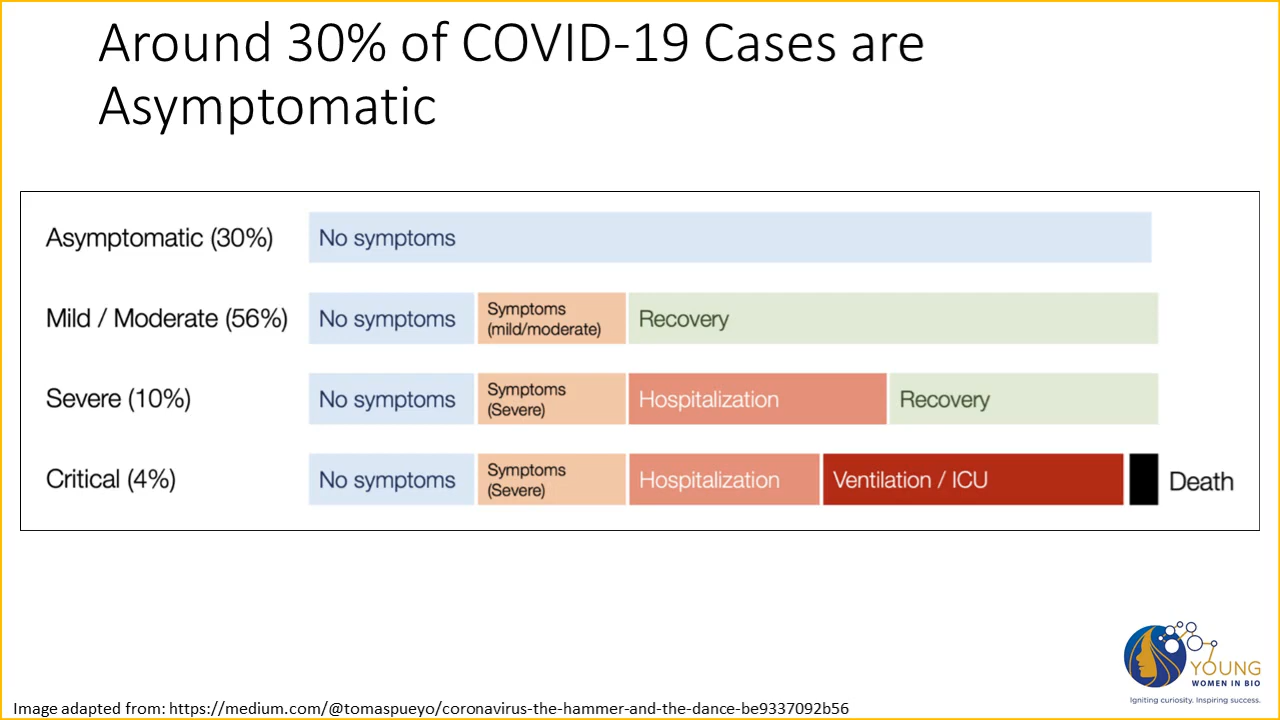 Around 30% of COVID-19 Cases are
Asymptomatic
Asymptomatic (30%)
No symptoms
Mild / Moderate (56%)
No symptoms
Symptoms
(mild/moderate)
Recovery
Severe (10%)
No symptoms
Symptoms
(Severe)
Hospitalization
Recovery
Critical (4%)
No symptoms
Symptoms
(Severe)
Hospitalization
Ventilation / ICU
Death
YOUNG
WOMEN IN BIO
Igniting curiosity. Inspiring success.
Image adapted from: https://medium.com/@tomaspueyo/coronavirus-the-hammer-and-the-dance-be9337092b56